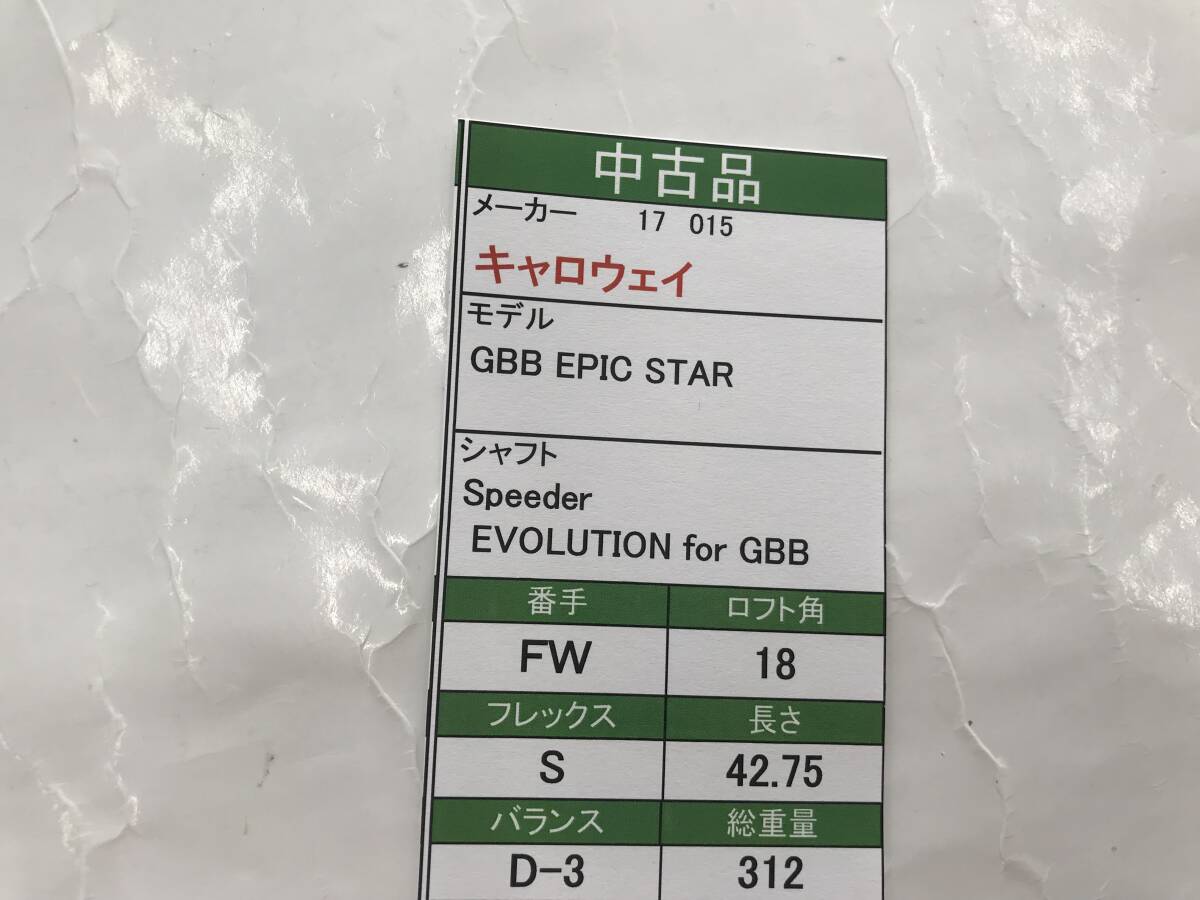 中古品
メーカー 17 015
キャロウェイ
モデル
GBB EPIC STAR
シャフト
Speeder
EVOLUTION for GBB
番手 ロフト角
FW 18
フレックス 長さ
S 42.75
バランス 総重量
D-3 312